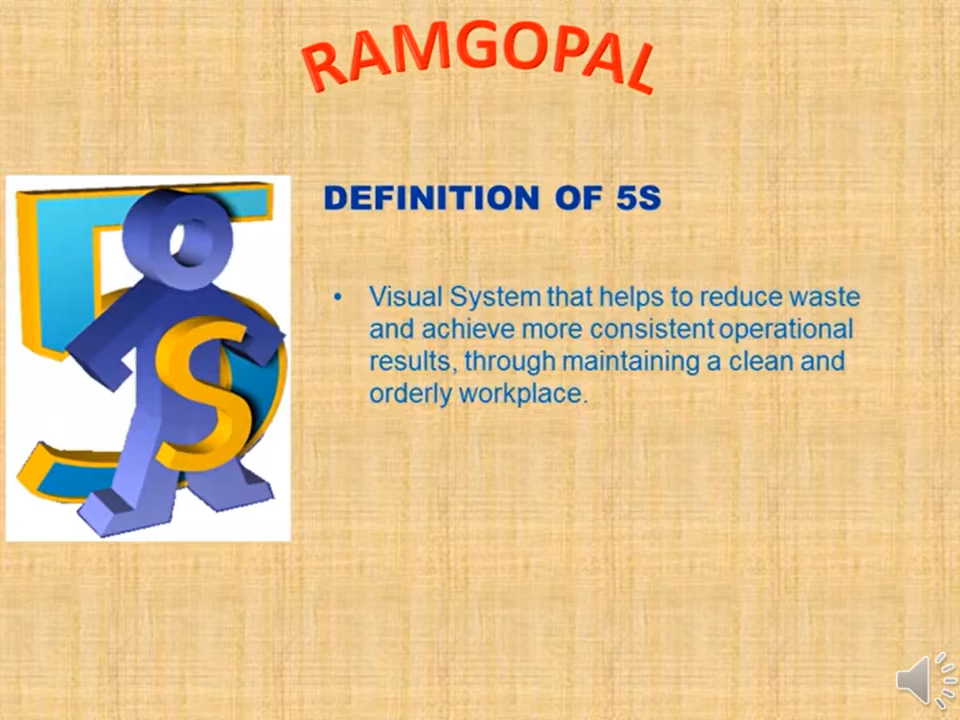 RAMGOPAL
DEFINITION OF 5S
5
S
• Visual System that helps to reduce waste
and achieve more consistent operational
results, through maintaining a clean and
orderly workplace.